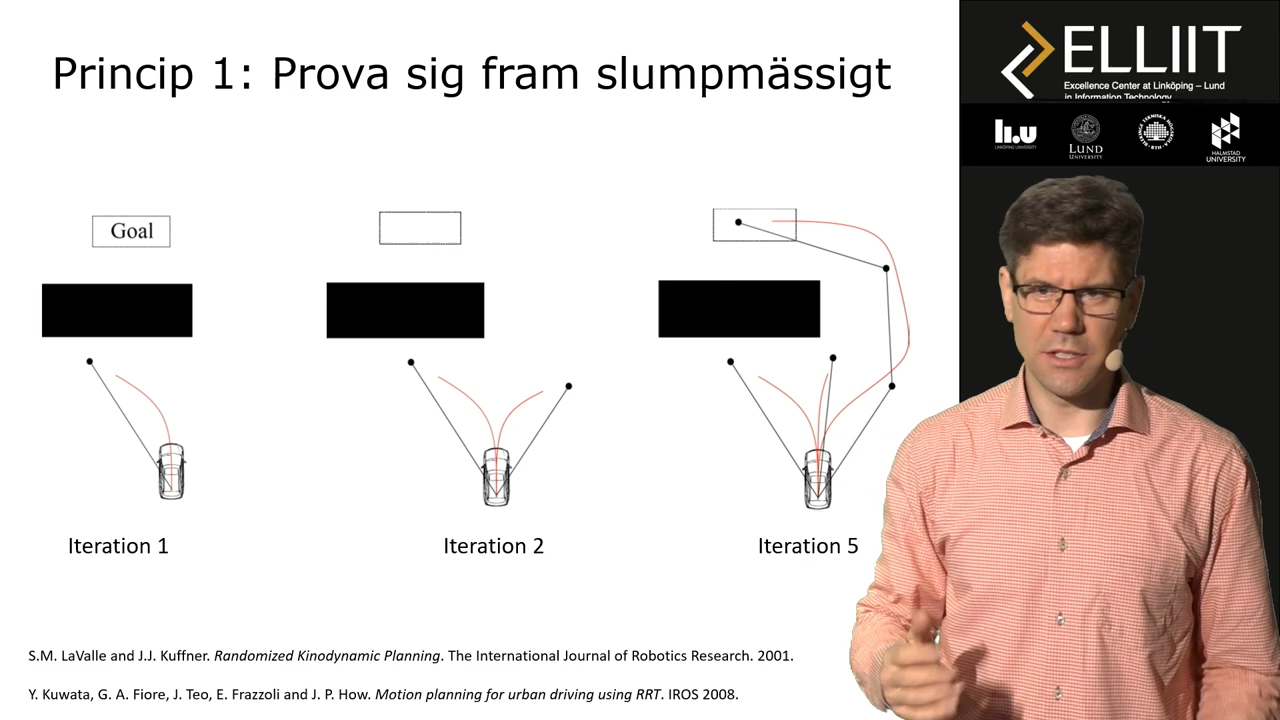 Princip 1: Prova sig fram slumpmässigt
Goal
Iteration 1
Iteration 2
Iteration 5
S.M. LaValle and J.J. Kuffner. Randomized Kinodynamic Planning. The International Journal of Robotics Research. 2001.
Y. Kuwata, G. A. Fiore, J. Teo, E. Frazzoli and J. P. How. Motion planning for urban driving using RRT. IROS 2008.
ELLIIT
Excellence Center at Linköping – Lund
in Information Technology
li.u
LINKÖPING UNIVERSITY
LUND
UNIVERSITY
HALMSTAD
UNIVERSITY